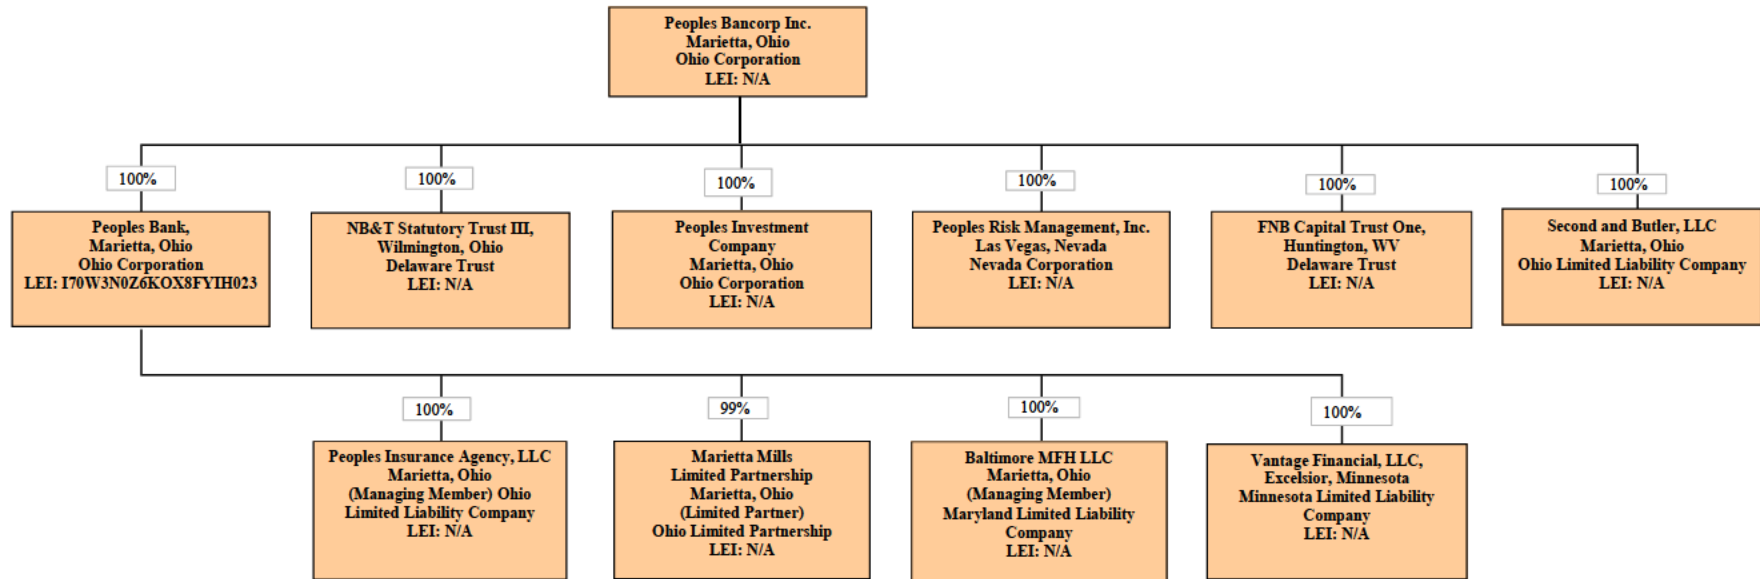 Peoples Bancorp Inc.
Marietta, Ohio
Ohio Corporation
LEI: N/A
100%
100%
100%
100%
100%
100%
Peoples Bank,
Marietta, Ohio
Ohio Corporation
LEI: I70W3N0Z6KOX8FYIH023
NB&T Statutory Trust III,
Wilmington, Ohio
Delaware Trust
LEI: N/A
Peoples Investment
Company
Marietta, Ohio
Ohio Corporation
LEI: N/A
Peoples Risk Management, Inc.
Las Vegas, Nevada
Nevada Corporation
LEI: N/A
FNB Capital Trust One,
Huntington, WV
Delaware Trust
LEI: N/A
Second and Butler, LLC
Marietta, Ohio
Ohio Limited Liability Company
LEI: N/A
100%
99%
100%
100%
Peoples Insurance Agency, LLC
Marietta, Ohio
(Managing Member) Ohio
Limited Liability Company
LEI: N/A
Marietta Mills
Limited Partnership
Marietta, Ohio
(Limited Partner)
Ohio Limited Partnership
LEI: N/A
Baltimore MFH LLC
Marietta, Ohio
(Managing Member)
Maryland Limited Liability
Company
LEI: N/A
Vantage Financial, LLC,
Excelsior, Minnesota
Minnesota Limited Liability
Company
LEI: N/A